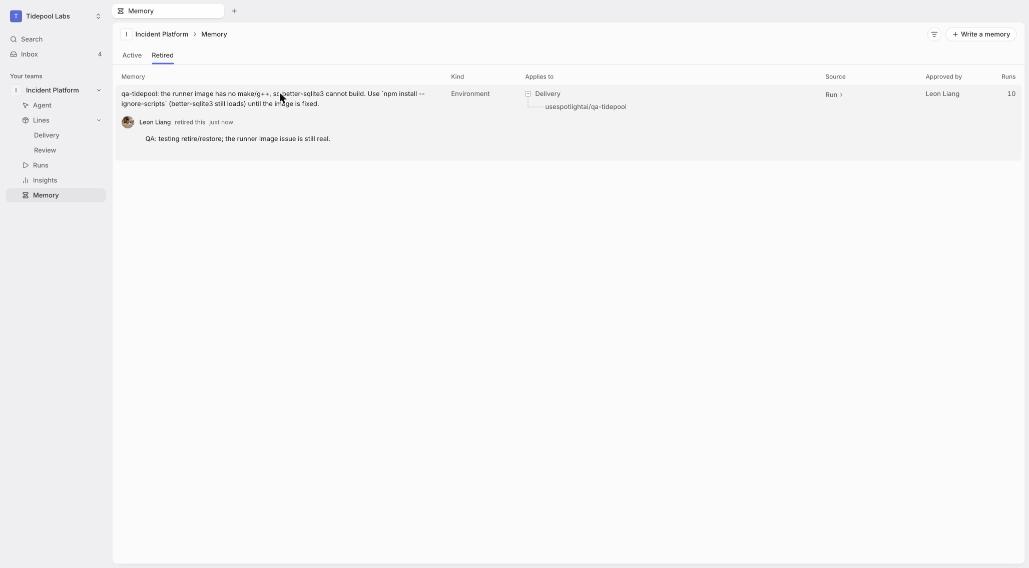 T Tidepool Labs
Memory
Search
Inbox 4
I Incident Platform > Memory
Write a memory
Active Retired
Your teams
I Incident Platform
Agent
Lines
Delivery
Review
Runs
Insights
Memory
Memory Kind Applies to Source Approved by Runs
qa-tidepool: the runner image has no make/g++, so better-sqlite3 cannot build. Use `npm install --
ignore-scripts` (better-sqlite3 still loads) until the image is fixed.
Environment
Delivery
usespotlightai/qa-tidepool
Run
Leon Liang
10
Leon Liang retired this just now
QA: testing retire/restore; the runner image issue is still real.